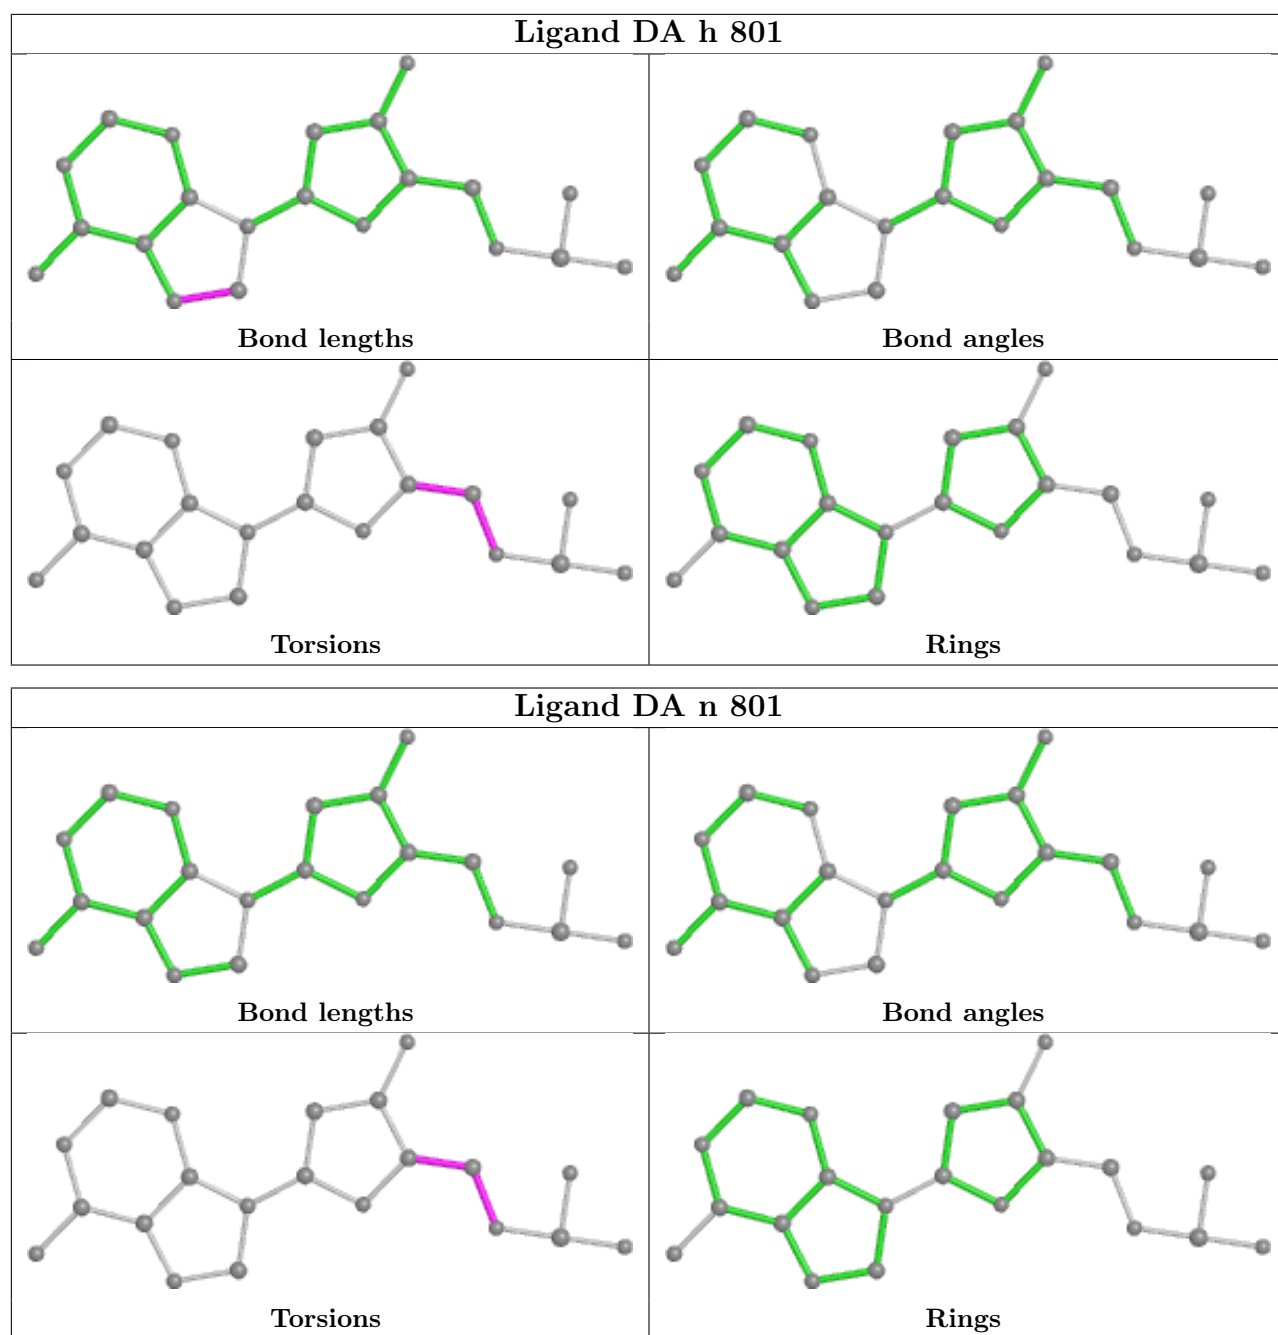 Ligand DA h 801
Bond lengths
Bond angles
Torsions
Rings
Ligand DA n 801
Bond lengths
Bond angles
Torsions
Rings